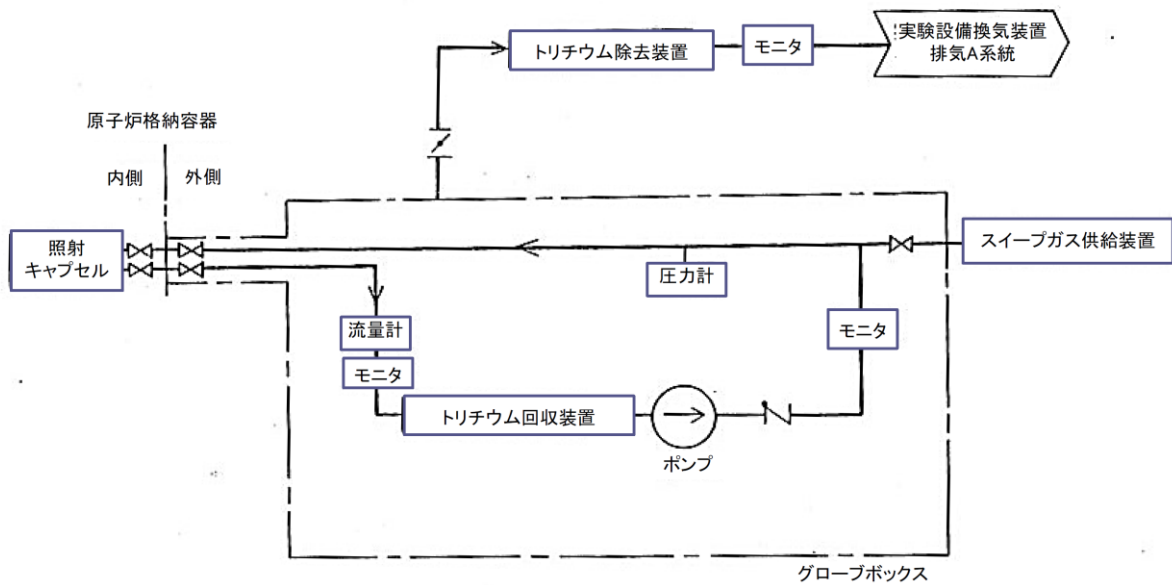 実験設備換気装置
排気A系統
トリチウム除去装置
モニタ
原子炉格納容器
内側
外側
照射
キャプセル
スイープガス供給装置
圧力計
流量計
モニタ
モニタ
トリチウム回収装置
ポンプ
グローブボックス